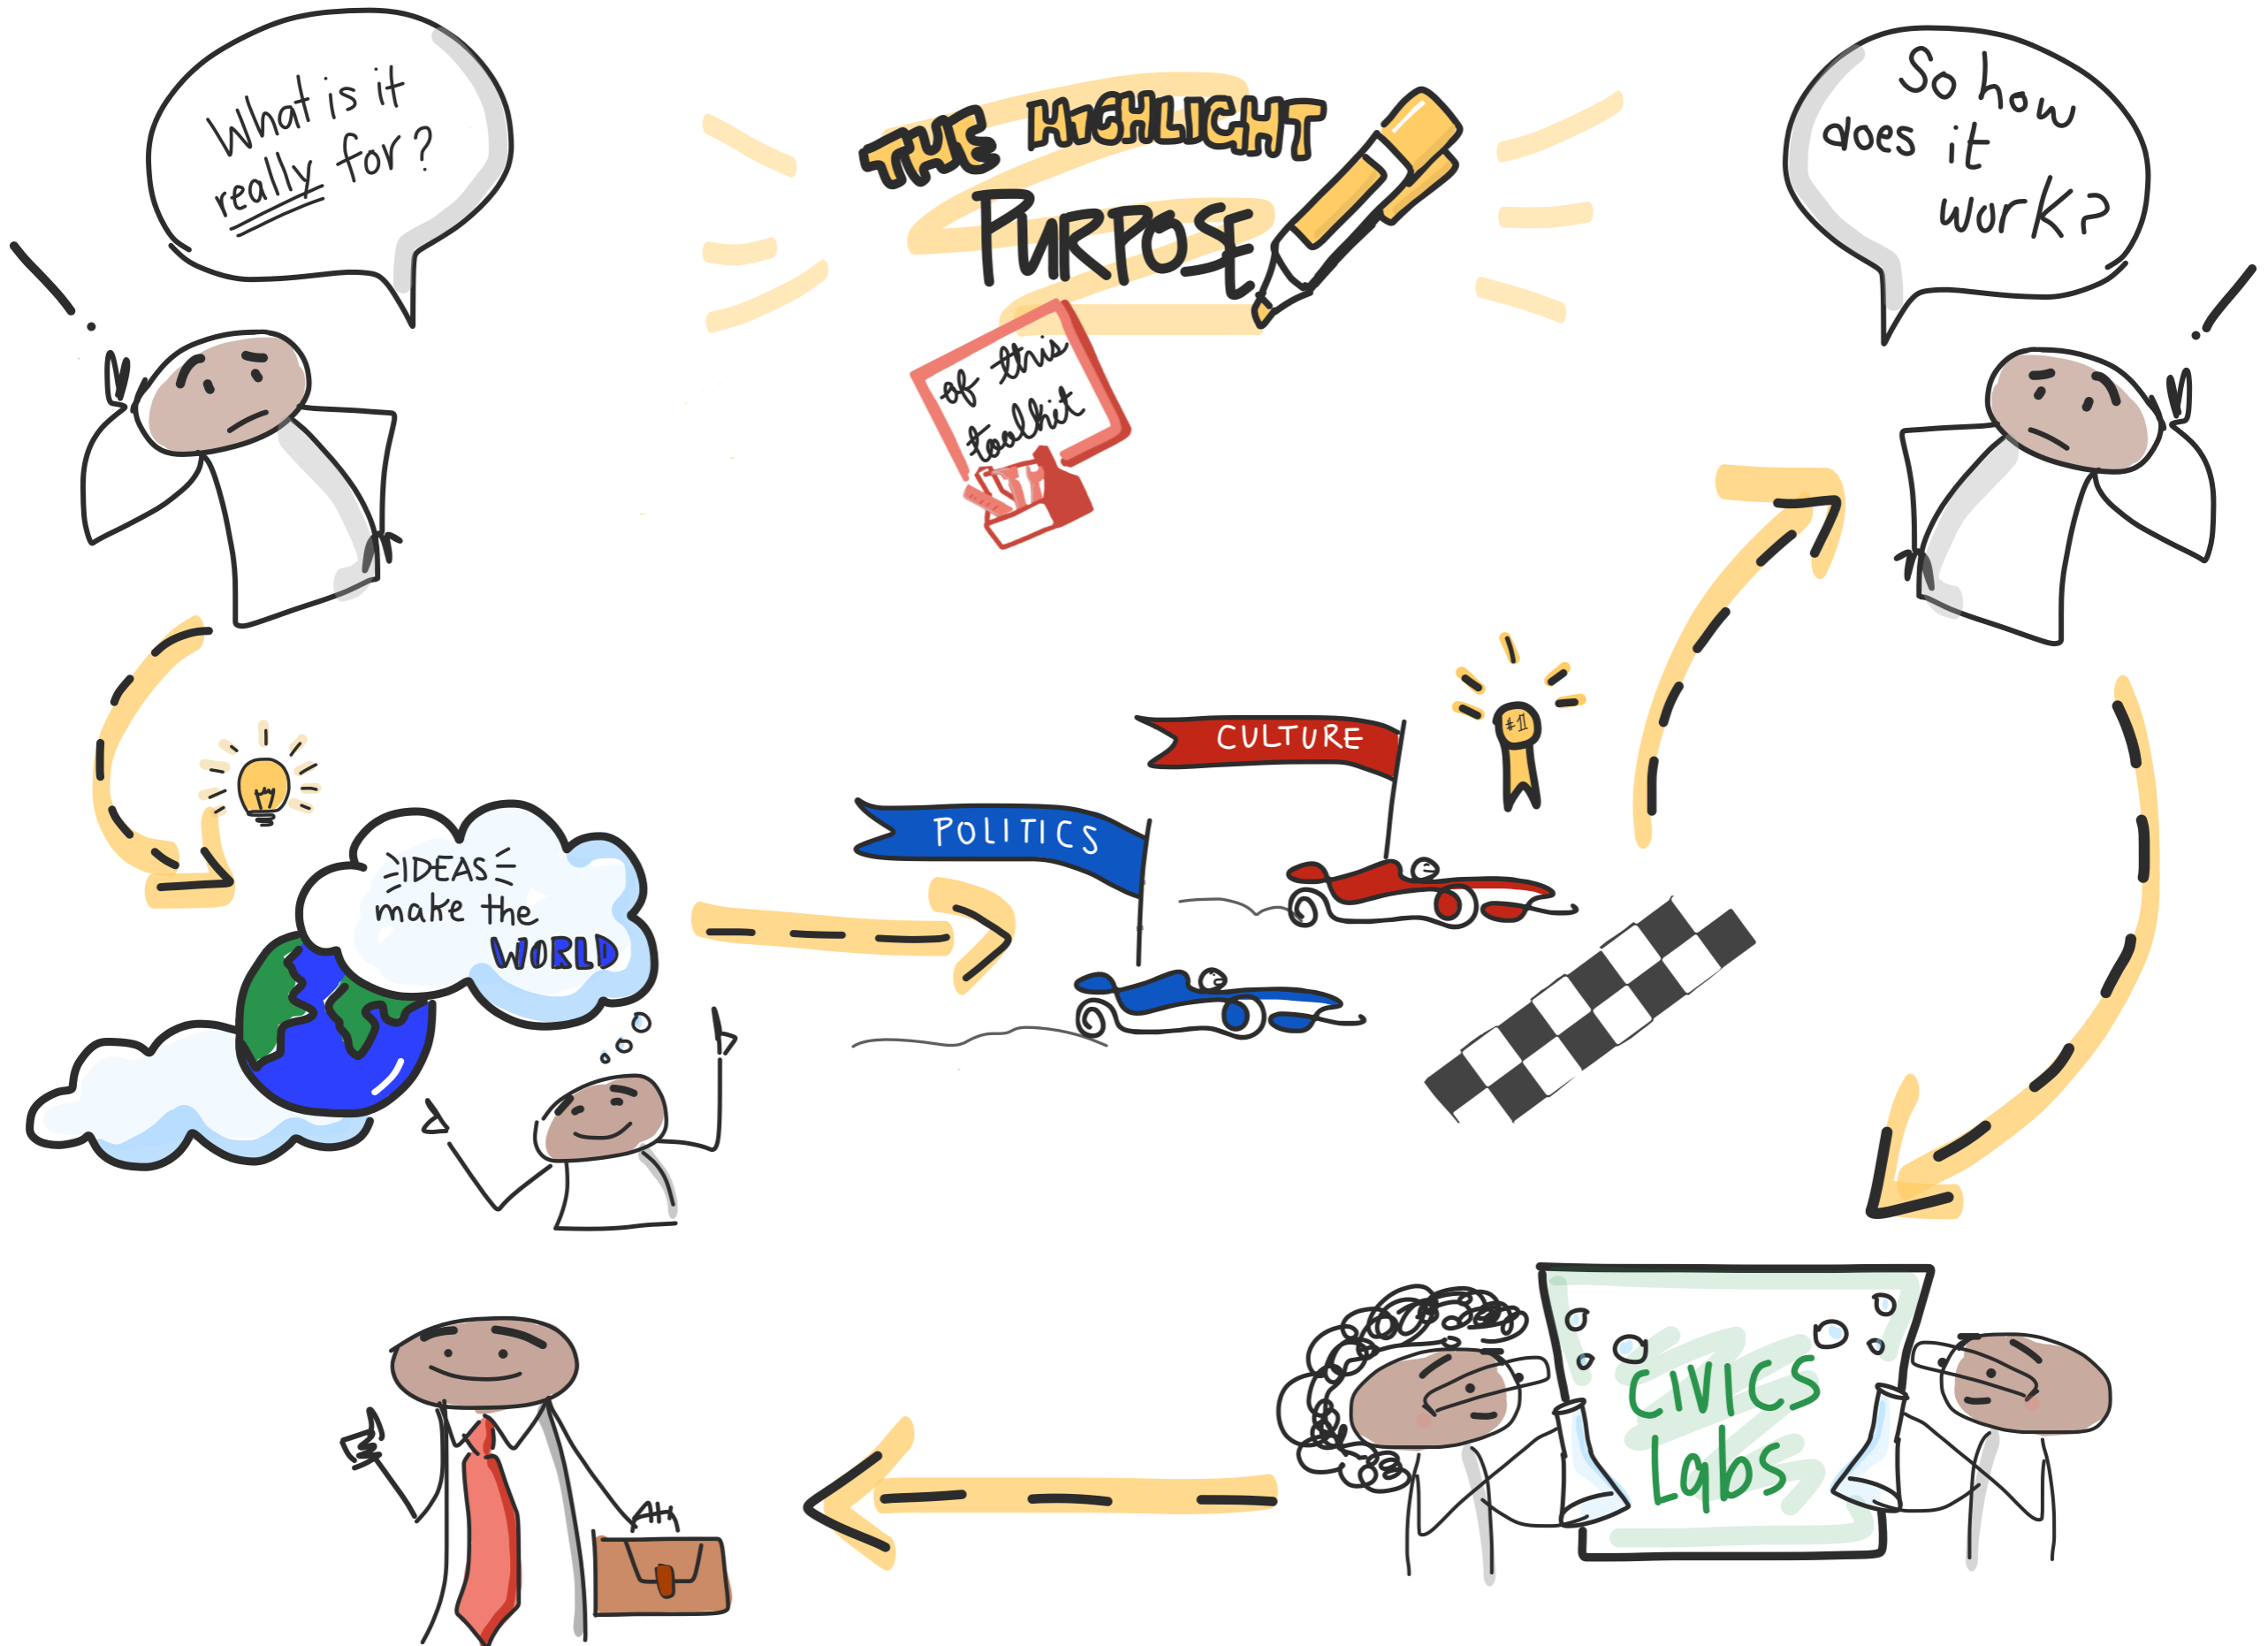 What is it
really for?
THE HIGHLIGHT
PURPOSE
of this
toolkit
So how
does it
work?
IDEAS
make the
WORLD
POLITICS
CULTURE
#1
CIVICS
Labs